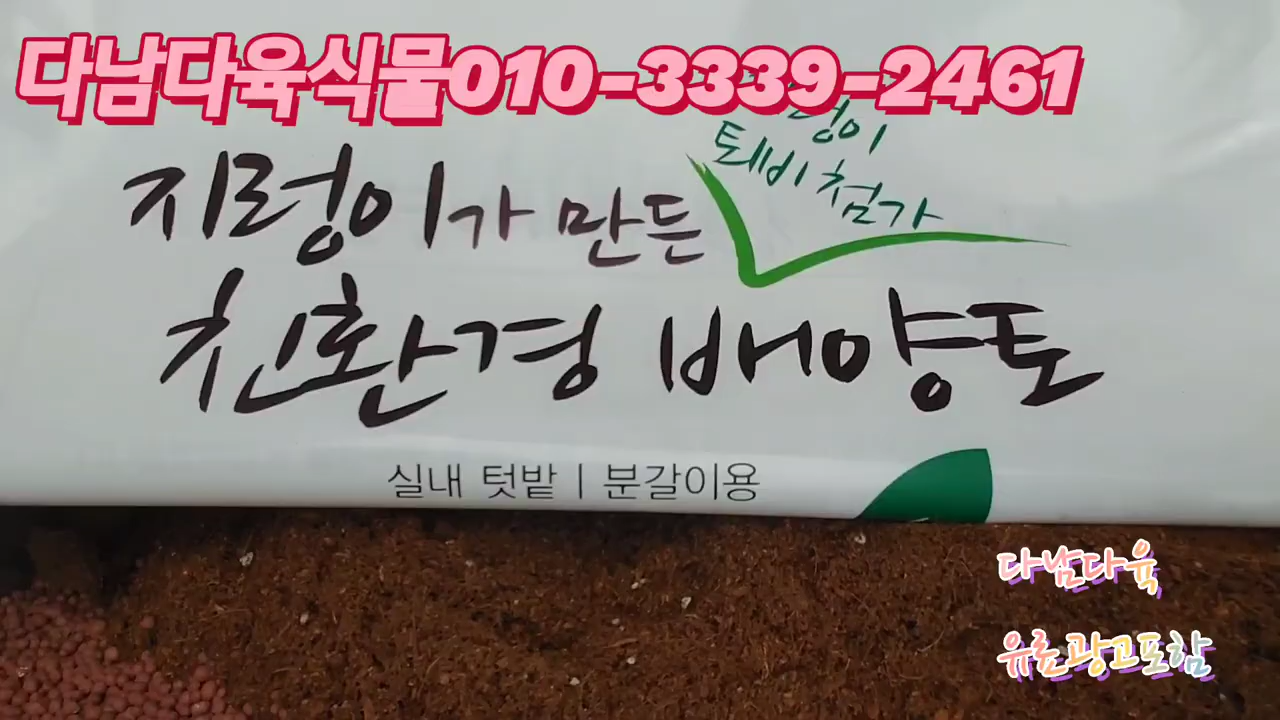 다남다육식물010-3339-2461
퇴비 첨가
지렁이가 만든
친환경 배양토
실내 텃밭 | 분갈이용
다남다육
유료광고포함